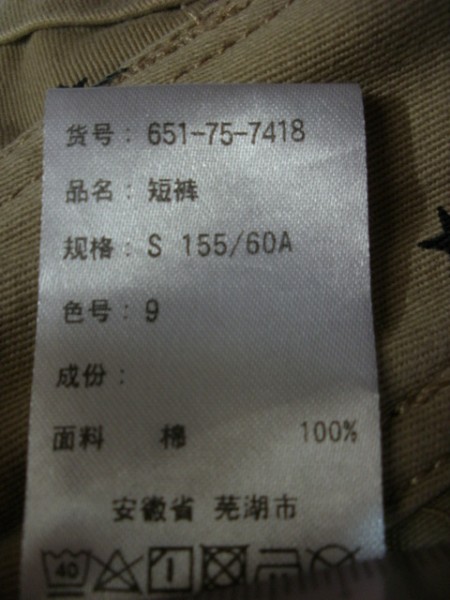 货号：651-75-7418
品名：短裤
规格：S 155/60A
色号：9
成份：
面料 棉 100%
安徽省 芜湖市
40